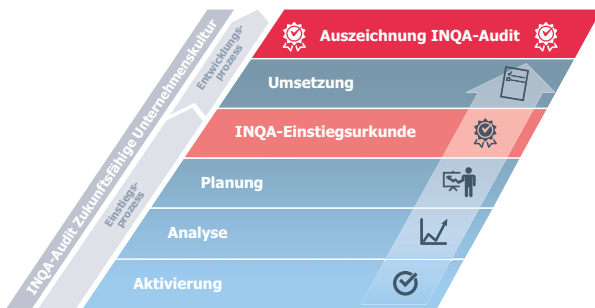 Auszeichnung INQA-Audit
Umsetzung
INQA-Einstiegsurkunde
Planung
Analyse
Aktivierung
INQA-Audit Zukunftsfähige Unternehmenskultur
Entwicklungs-
prozess
Einstiegs-
prozess